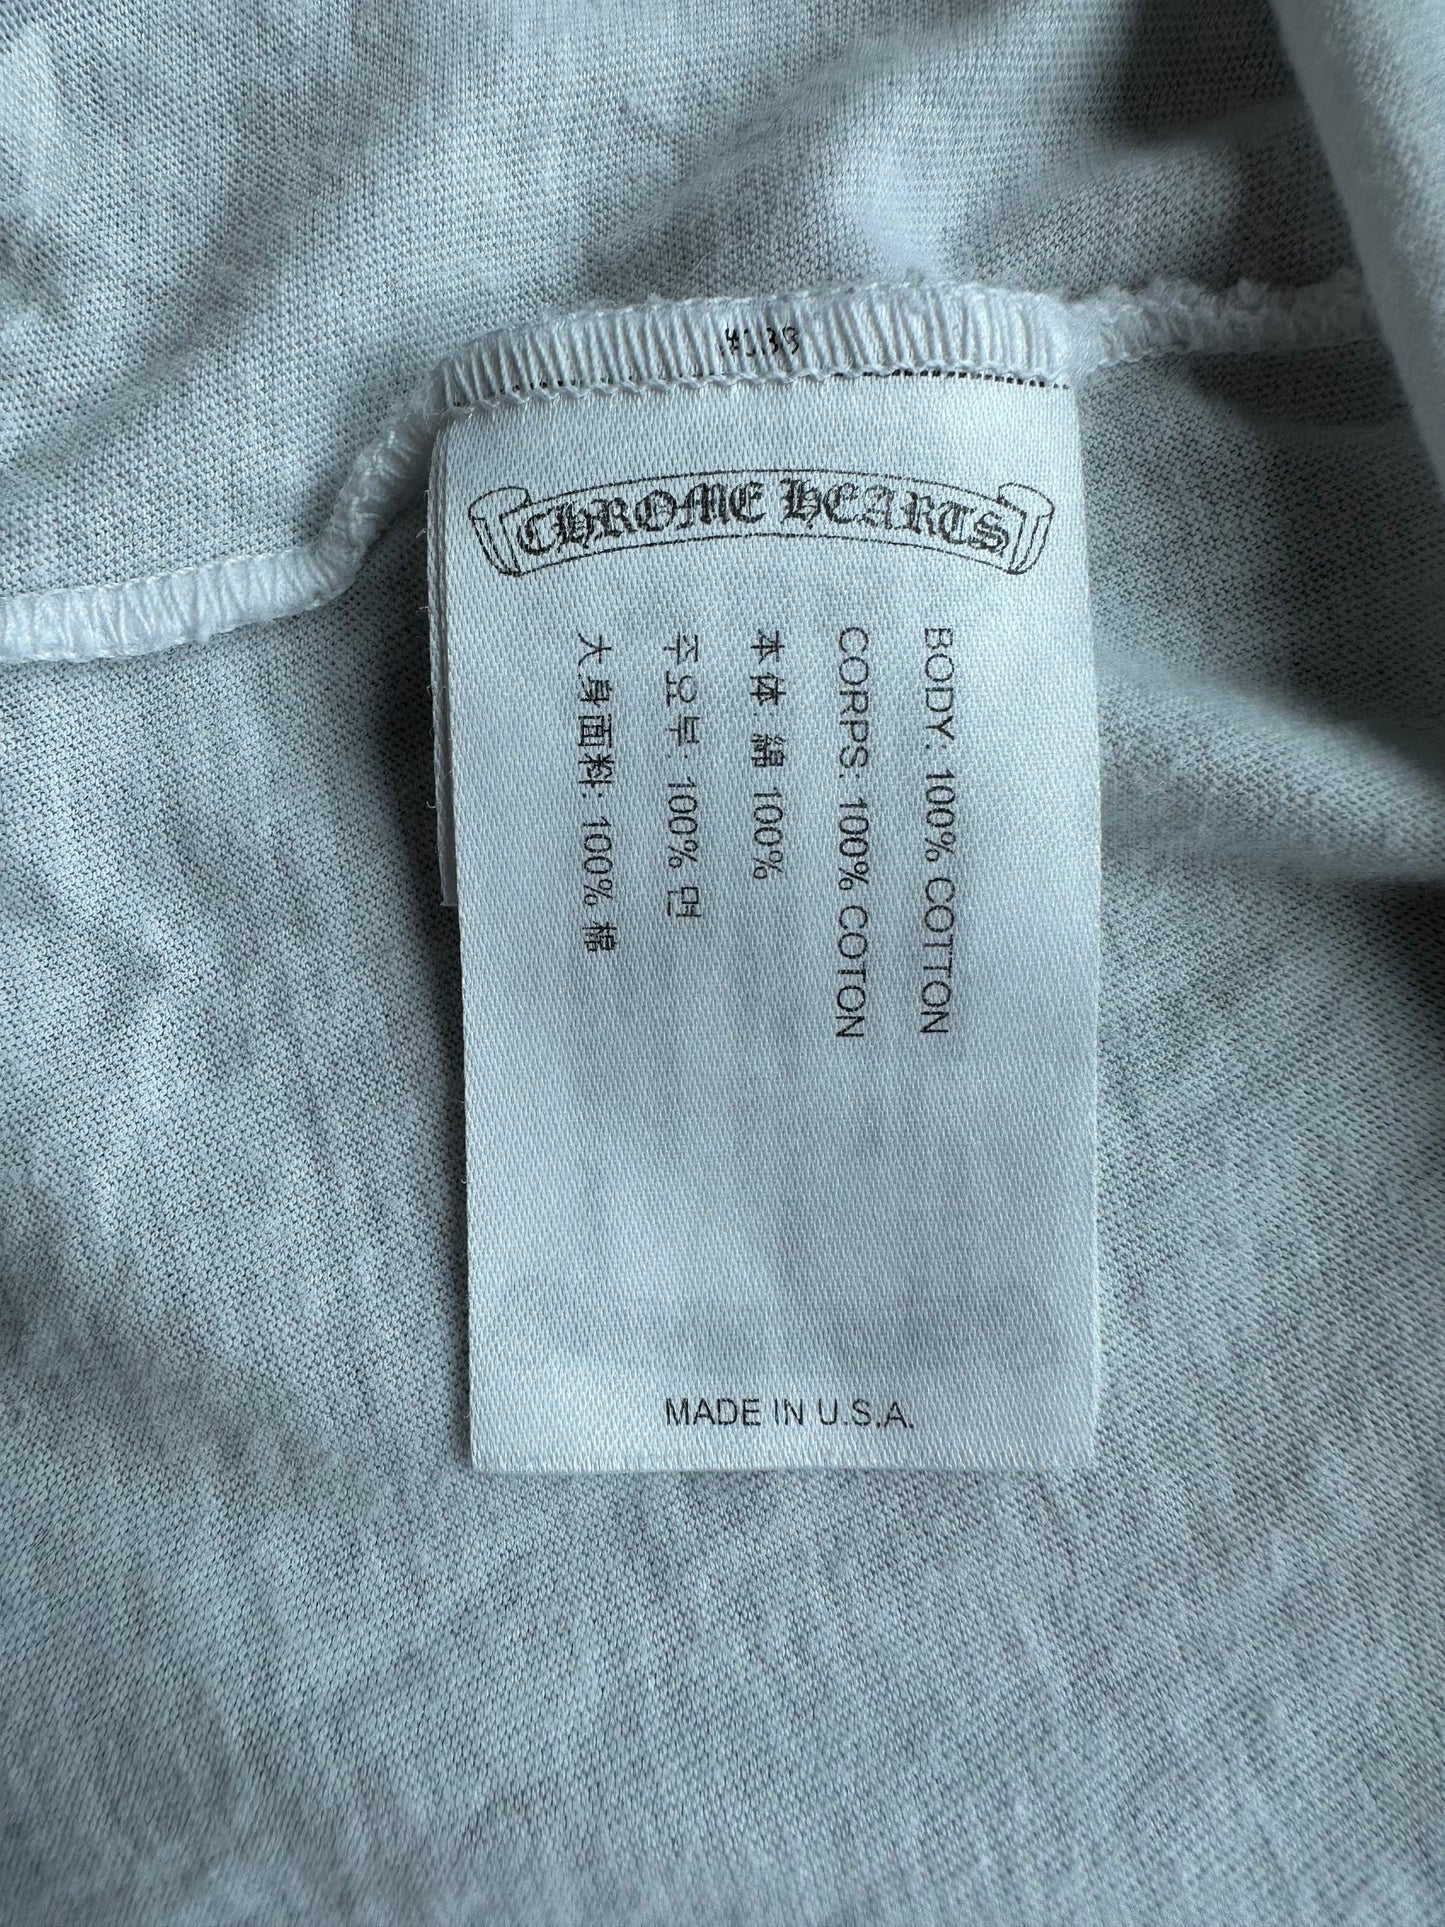 CHROME HEARTS
BODY: 100% COTTON
CORPS: 100% COTON
本体: 綿 100%
주요부: 100% 면
大身面料: 100% 棉
MADE IN U.S.A.